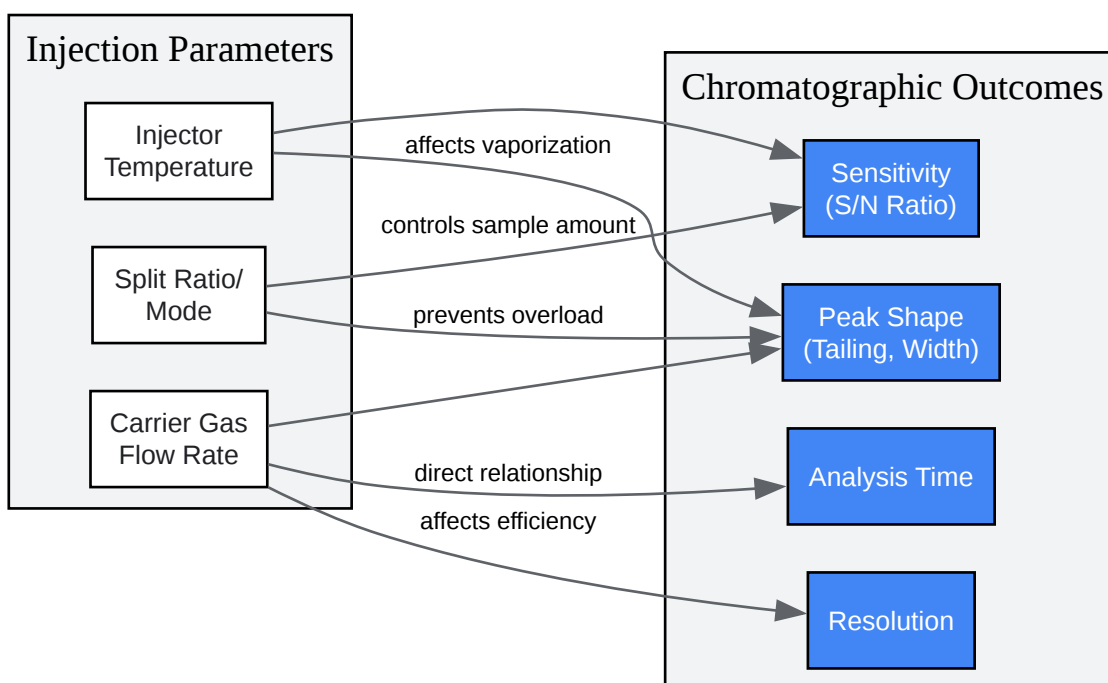 Injection Parameters
Injector
Temperature
Split Ratio/
Mode
Carrier Gas
Flow Rate
affects vaporization
controls sample amount
prevents overload
direct relationship
affects efficiency
Chromatographic Outcomes
Sensitivity
(S/N Ratio)
Peak Shape
(Tailing, Width)
Analysis Time
Resolution